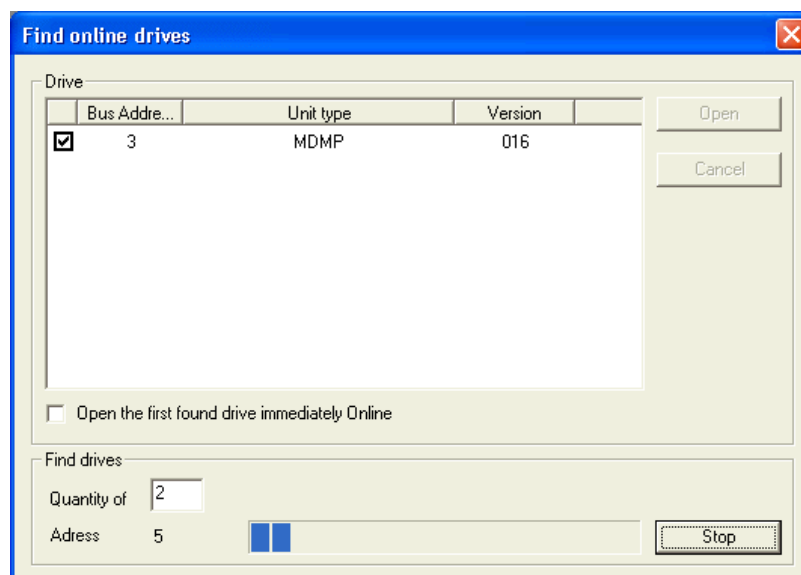 Find online drives
Drive
Bus Addre... Unit type Version
Open
3 MDMP 016
Cancel
Open the first found drive immediately Online
Find drives
Quantity of 2
Adress 5
Stop